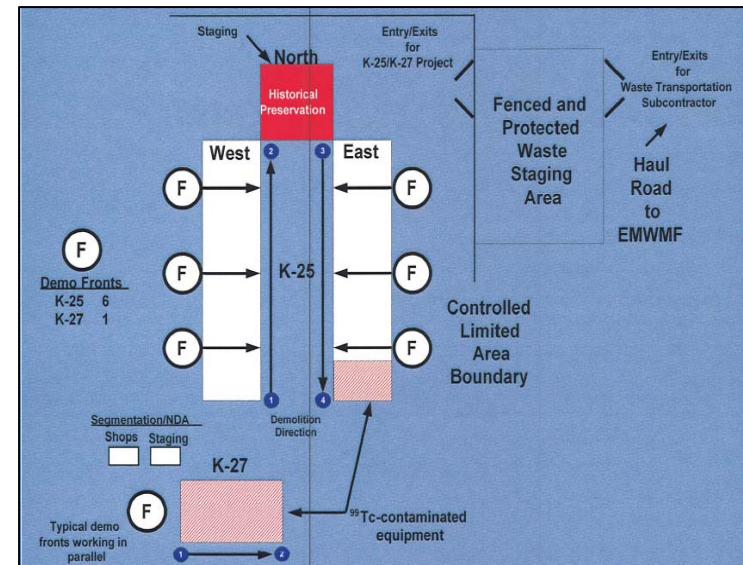 Staging
North
Historical
Preservation
Entry/Exits
for
K-25/K-27 Project
Fenced and
Protected
Waste
Staging
Area
Entry/Exits
for
Waste Transportation
Subcontractor
Haul
Road
to
EMWMF
West
2
3
East
F
F
F
F
F
K-25
F
F
Demo Fronts
K-25 6
K-27 1
Controlled
Limited
Area
Boundary
1
4
Demolition
Direction
Segmentation/NDA
Shops
Staging
K-27
F
Typical demo
fronts working in
parallel
1
2
99Tc-contaminated
equipment